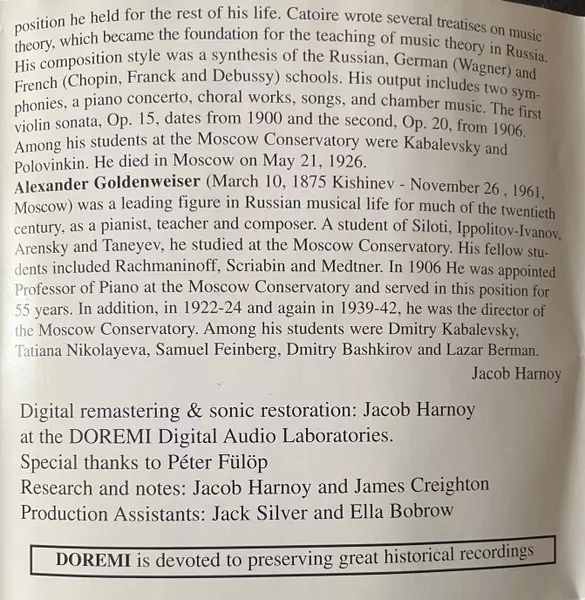 position he held for the rest of his life. Catoire wrote several treatises on music
theory, which became the foundation for the teaching of music theory in Russia.
His composition style was a synthesis of the Russian, German (Wagner) and
French (Chopin, Franck and Debussy) schools. His output includes two sym-
phonies, a piano concerto, choral works, songs, and chamber music. The first
violin sonata, Op. 15, dates from 1900 and the second, Op. 20, from 1906.
Among his students at the Moscow Conservatory were Kabalevsky and
Polovinkin. He died in Moscow on May 21, 1926.
Alexander Goldenweiser (March 10, 1875 Kishinev - November 26 , 1961,
Moscow) was a leading figure in Russian musical life for much of the twentieth
century, as a pianist, teacher and composer. A student of Siloti, Ippolitov-Ivanov,
Arensky and Taneyev, he studied at the Moscow Conservatory. His fellow stu-
dents included Rachmaninoff, Scriabin and Medtner. In 1906 He was appointed
Professor of Piano at the Moscow Conservatory and served in this position for
55 years. In addition, in 1922-24 and again in 1939-42, he was the director of
the Moscow Conservatory. Among his students were Dmitry Kabalevsky,
Tatiana Nikolayeva, Samuel Feinberg, Dmitry Bashkirov and Lazar Berman.
Jacob Harnoy
Digital remastering & sonic restoration: Jacob Harnoy
at the DOREMI Digital Audio Laboratories.
Special thanks to Péter Fülöp
Research and notes: Jacob Harnoy and James Creighton
Production Assistants: Jack Silver and Ella Bobrow
DOREMI is devoted to preserving great historical recordings